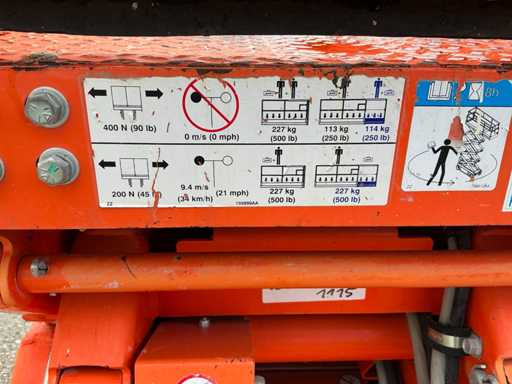 400 N (90 lb)
0 m/s (0 mph)
227 kg
(500 lb)
113 kg
(250 lb)
114 kg
(250 lb)
200 N (45
9.4 m/s
(34 km/h)
(21 mph)
227 kg
(500 lb)
227 kg
(500 lb)
8h
1115